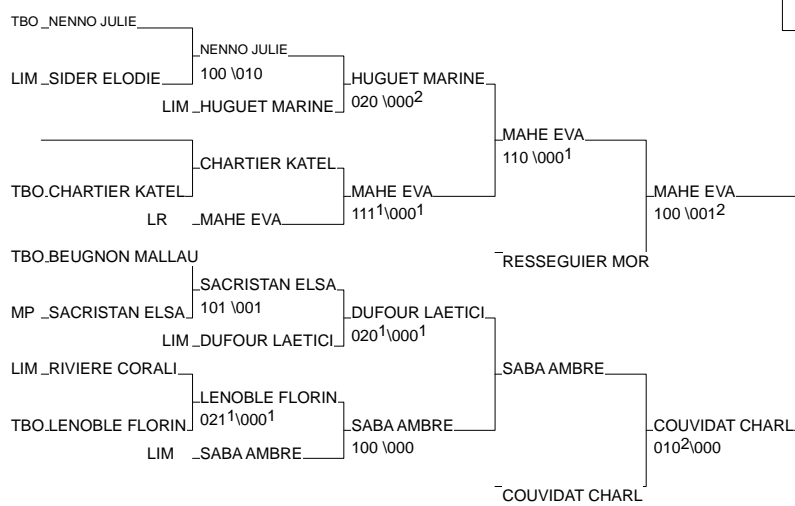 TBO NENNO JULIE
NENNO JULIE
100 \010
LIM SIDER ELODIE
HUGUET MARINE
020 \000²
LIM HUGUET MARINE
MAHE EVA
110 \000¹
CHARTIER KATEL
TBO CHARTIER KATEL
MAHE EVA
111¹\000¹
MAHE EVA
100 \001²
LR MAHE EVA
TBO BEUGNON MALLAU
RESSEGUIER MOR
SACRISTAN ELSA
101 \001
MP SACRISTAN ELSA
DUFOUR LAETICI
020¹\000¹
LIM DUFOUR LAETICI
LIM RIVIERE CORALI
SABA AMBRE
LENOBLE FLORIN
021¹\000¹
TBO LENOBLE FLORIN
SABA AMBRE
100 \000
COUVIDAT CHARL
010²\000
LIM SABA AMBRE
COUVIDAT CHARL